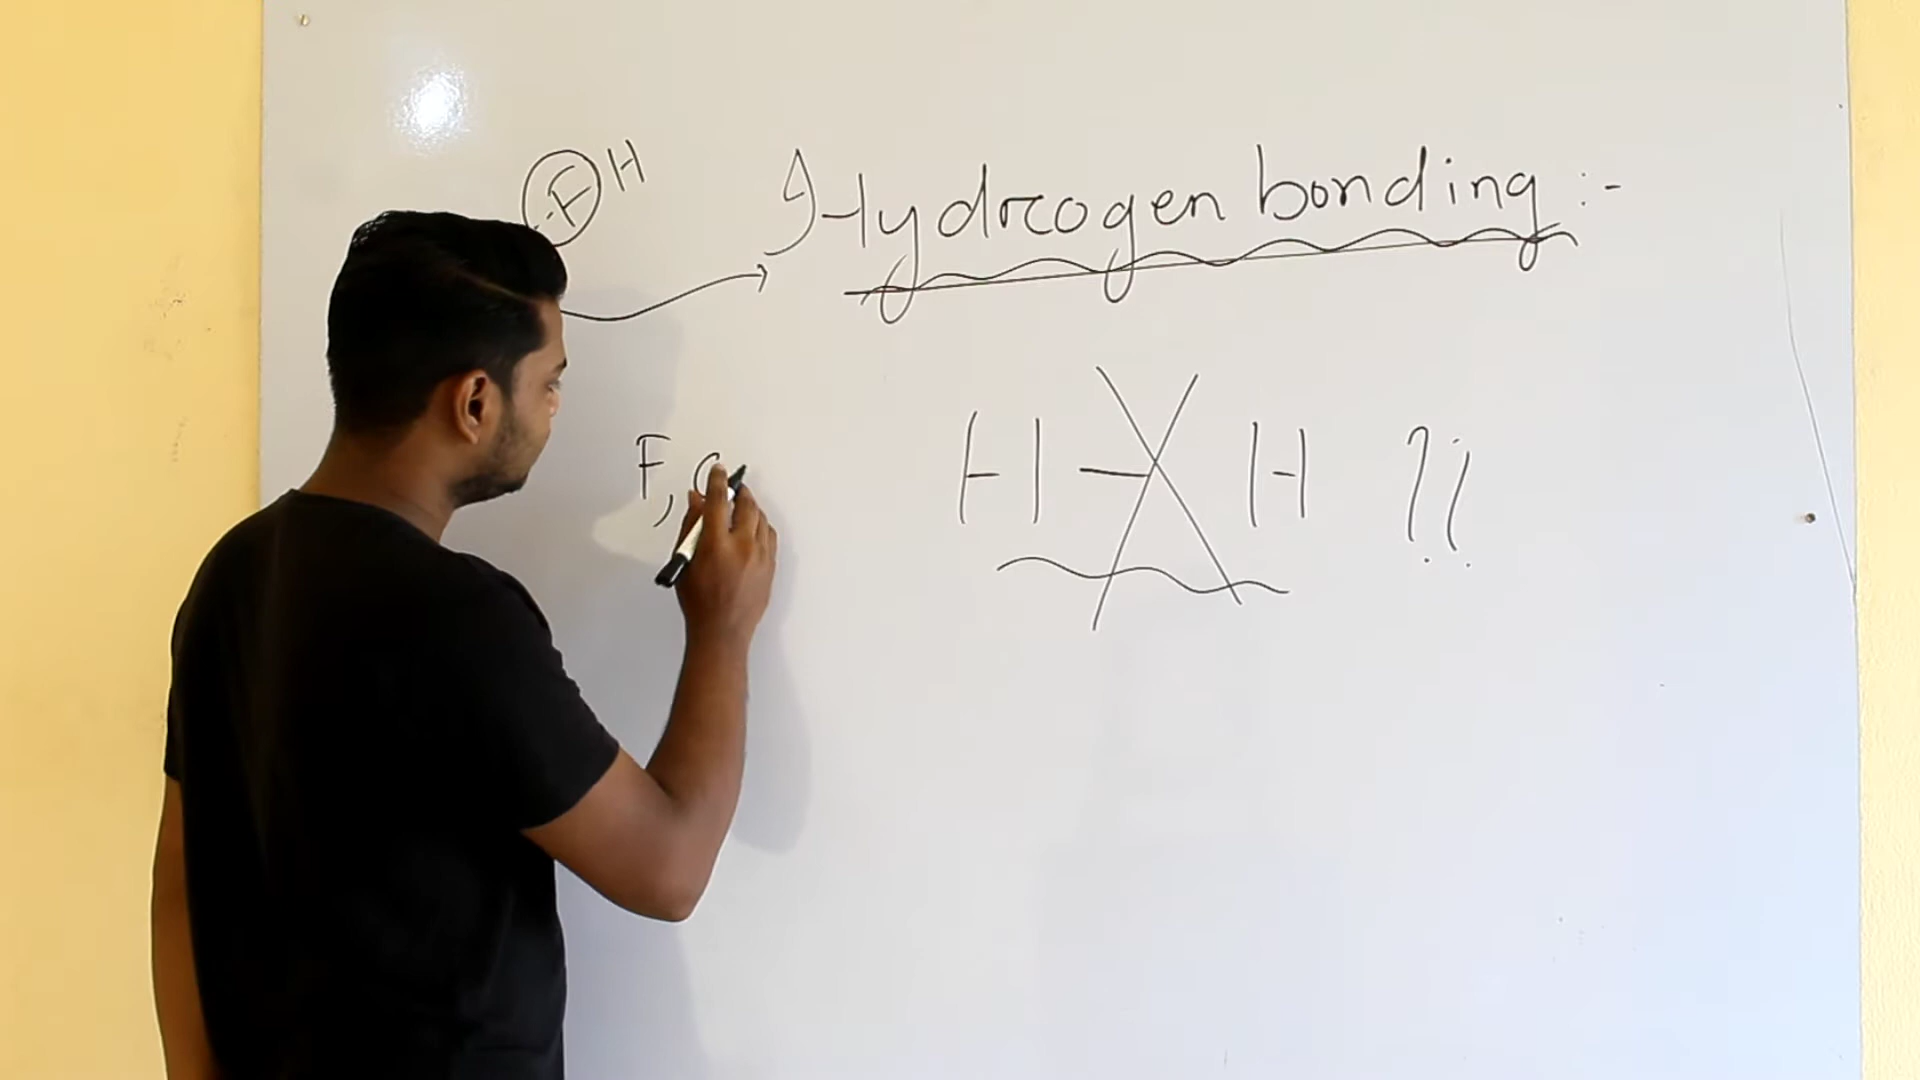 F H
Hydrogen bonding :-
F, O
H - H ??